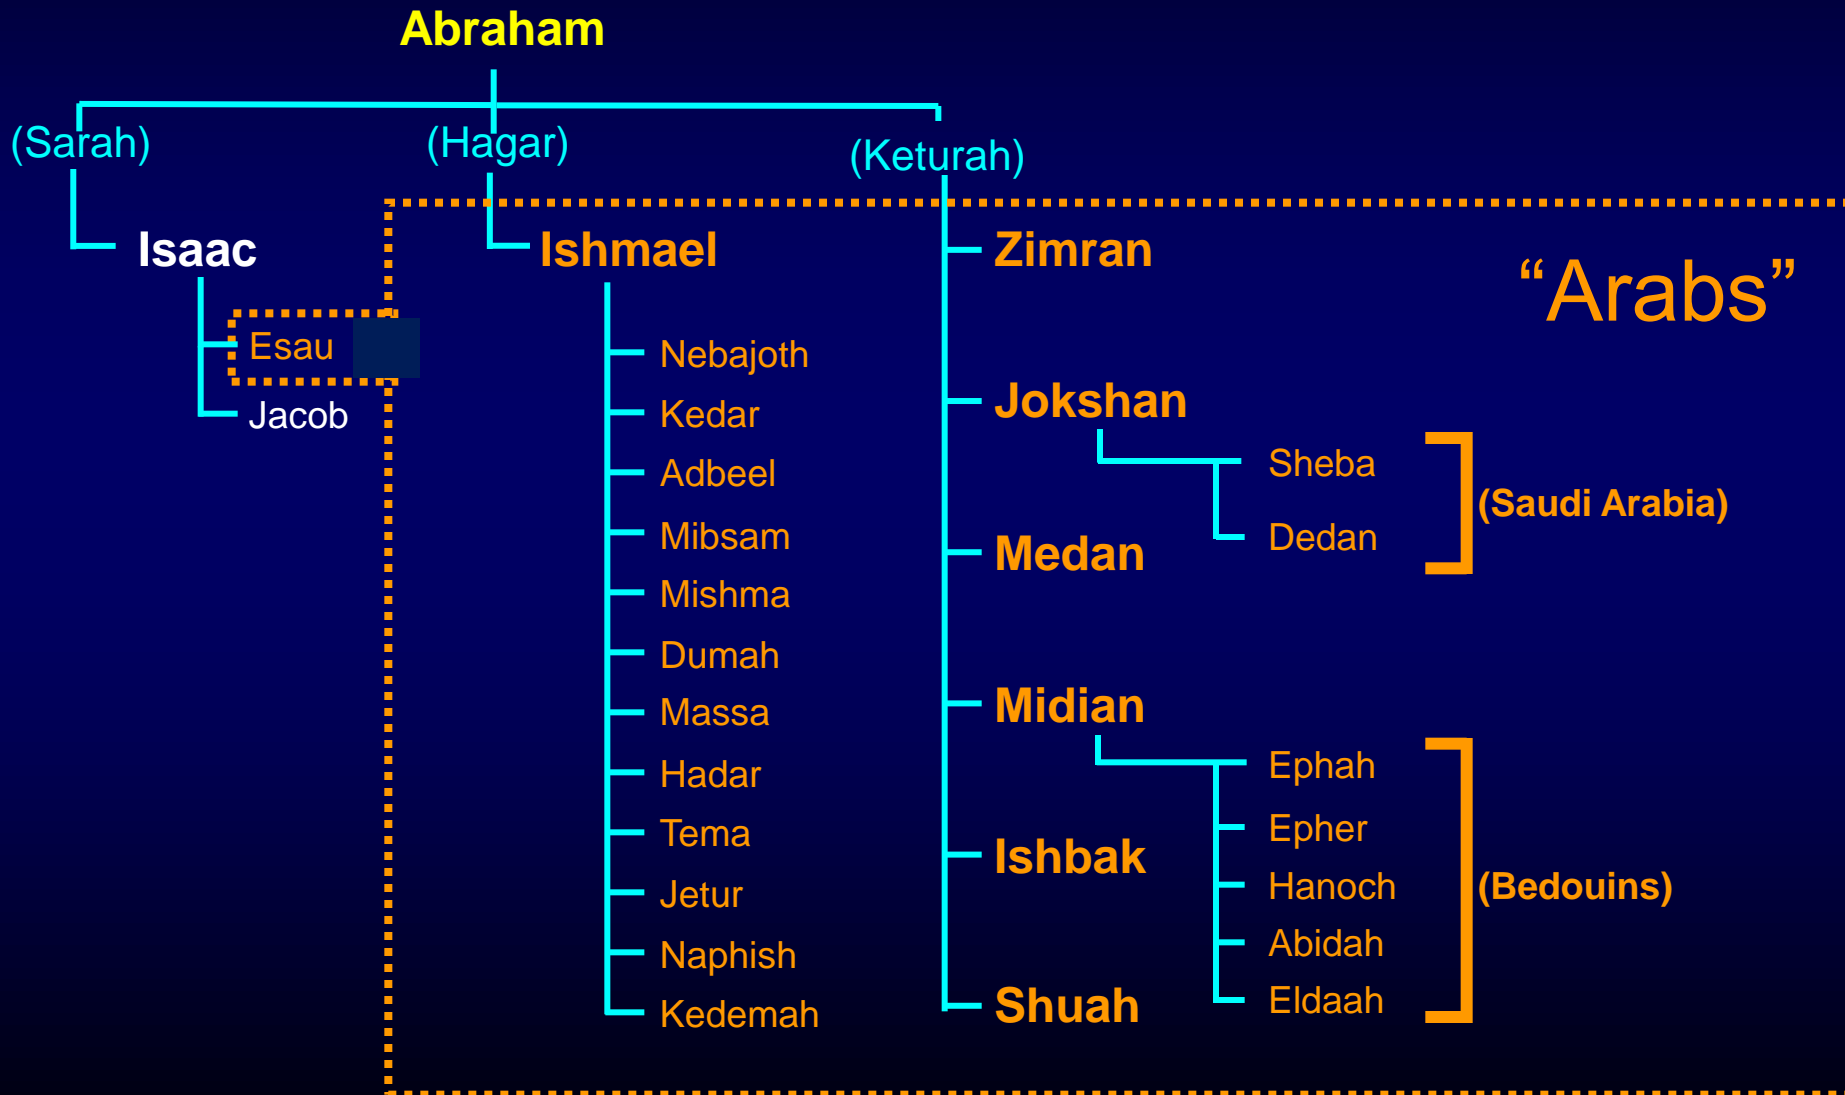 Abraham
(Sarah)
(Hagar)
(Keturah)
Isaac
Esau
Jacob
Ishmael
Nebajoth
Kedar
Adbeel
Mibsam
Mishma
Dumah
Massa
Hadar
Tema
Jetur
Naphish
Kedemah
Zimran
Jokshan
Sheba
Dedan
(Saudi Arabia)
Medan
Midian
Ephah
Epher
Hanoch
Abidah
Eldaah
(Bedouins)
Ishbak
Shuah
“Arabs”